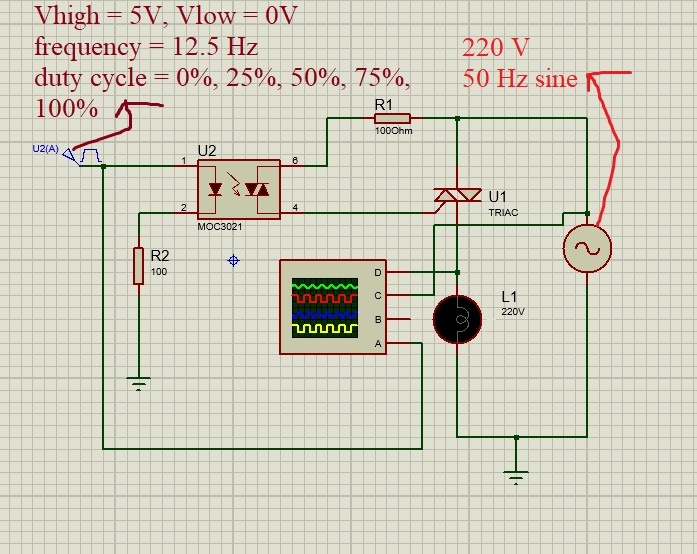 Vhigh = 5V, Vlow = 0V
frequency = 12.5 Hz
duty cycle = 0%, 25%, 50%, 75%,
100%
220 V
50 Hz sine
R1
100Ohm
U2(A)
U2
1
6
2
4
MOC3021
U1
TRIAC
R2
100
D
C
B
A
L1
220V